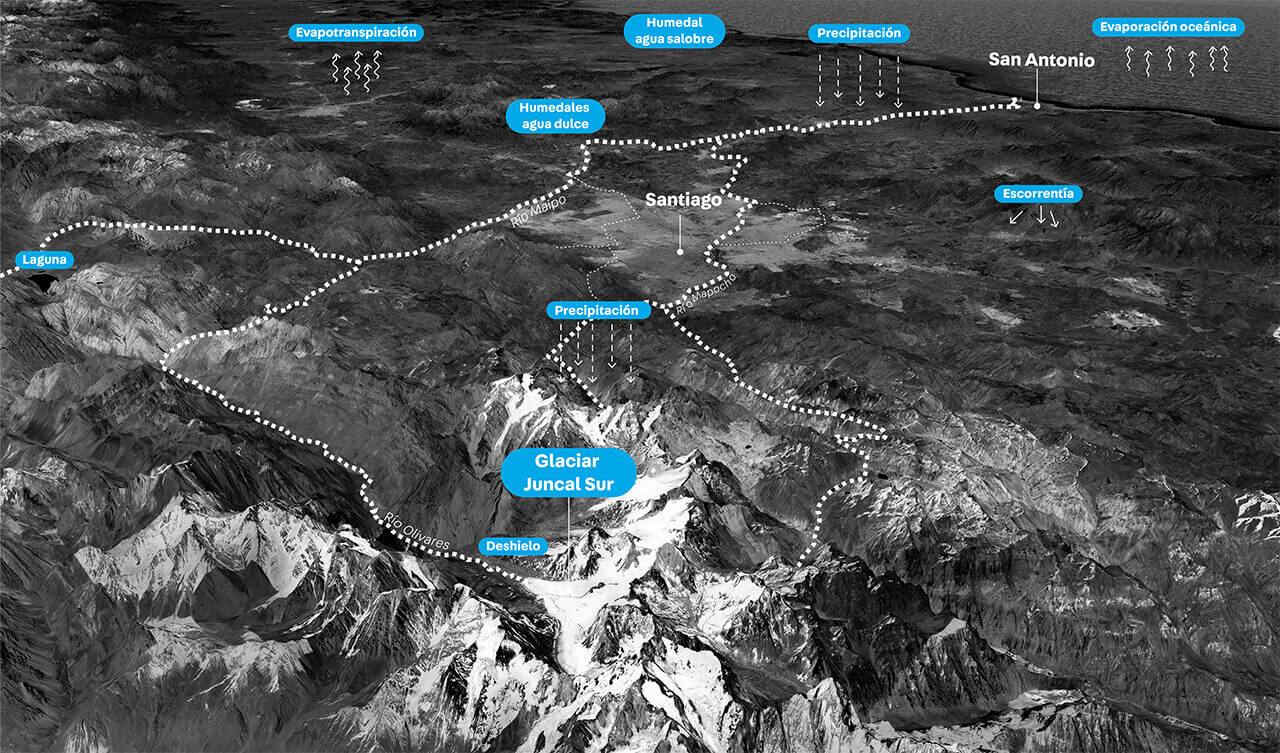 Evapotranspiración
Humedal
agua salobre
Precipitación
Evaporación oceánica
San Antonio
Humedales
agua dulce
Escorrentía
Santiago
Río Maipo
Laguna
Río Mapocho
Precipitación
Glaciar
Juncal Sur
Río Olivares
Deshielo